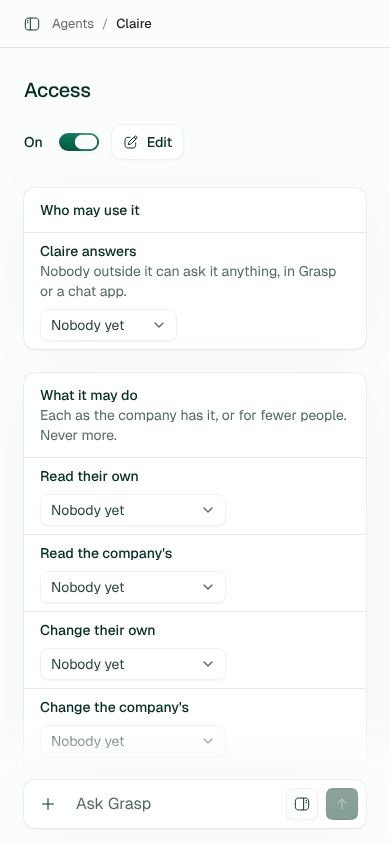 Agents / Claire
Access
On
Edit
Who may use it
Claire answers
Nobody outside it can ask it anything, in Grasp
or a chat app.
Nobody yet
What it may do
Each as the company has it, or for fewer people.
Never more.
Read their own
Nobody yet
Read the company's
Nobody yet
Change their own
Nobody yet
Change the company's
Nobody yet
Ask Grasp